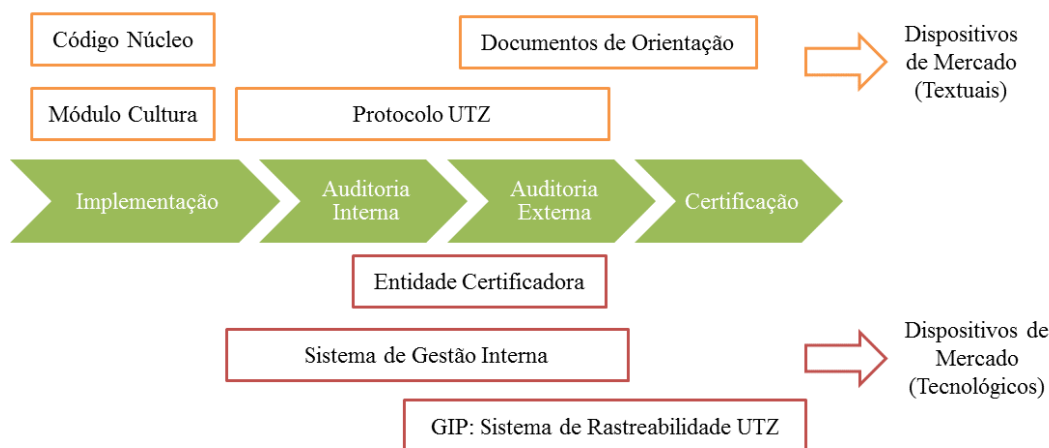 Código Núcleo
Documentos de Orientação
Dispositivos
de Mercado
(Textuais)
Módulo Cultura
Protocolo UTZ
Implementação
Auditoria
Interna
Auditoria
Externa
Certificação
Entidade Certificadora
Sistema de Gestão Interna
Dispositivos de
Mercado
(Tecnológicos)
GIP: Sistema de Rastreabilidade UTZ